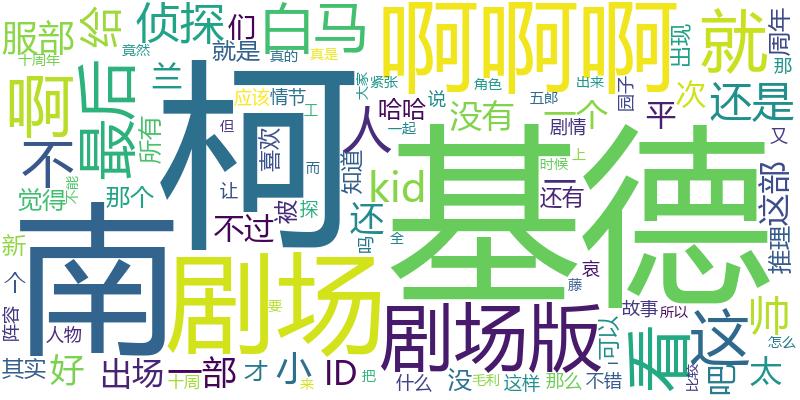 服部
给
侦探
们
白马
啊啊啊
就
出现
周年
那
竟然
十周年
就是
真的
真是
最后
啊
兰
所有
应该
情节
工
但
而
喜欢
让
大家
紧张
角色
出来
哈哈
说
没有
五郎
一个
园子
平
次
还是
又
剧情
一起
人
知道
kid
不
觉得
不能
那个
不过
被
探
还
吗
全
柯
南
基德
还有
时候
上
哀
藤
推理
这部
新
个
阵容
人物
剧场
要
剧场版
故事
所以
可以
看
这
帅
怎么
比较
吧
太
其实
好
出场
一部
十周
才
小
来
ID
把
什么
没
毛利
这样
那么
不错